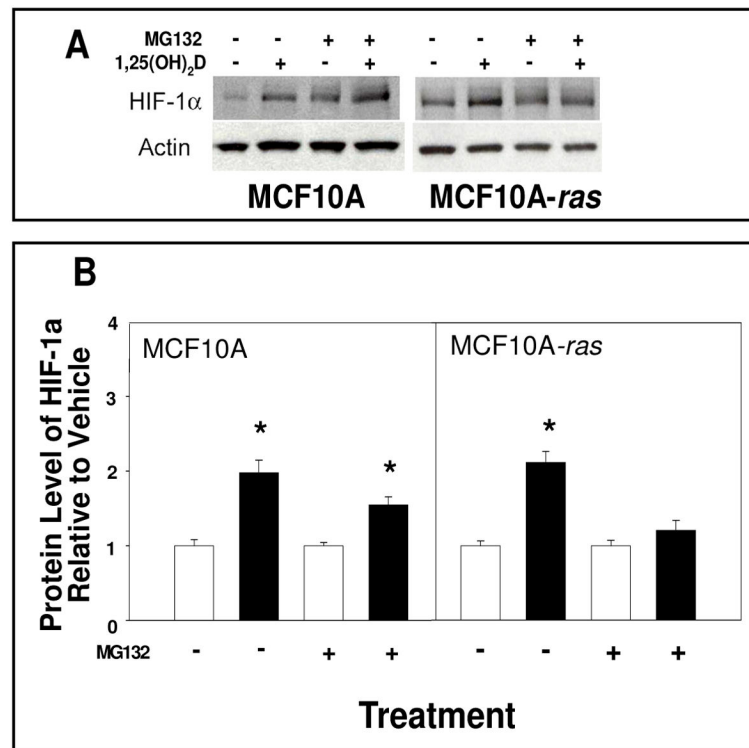 A
MG132 - - + + - - + +
1,25(OH)₂D - + - + - + - +
HIF-1α
Actin
MCF10A MCF10A-ras
B
Protein Level of HIF-1a
Relative to Vehicle
4
3
2
1
0
MCF10A MCF10A-ras
* * *
MG132 - - + + - - + +
Treatment